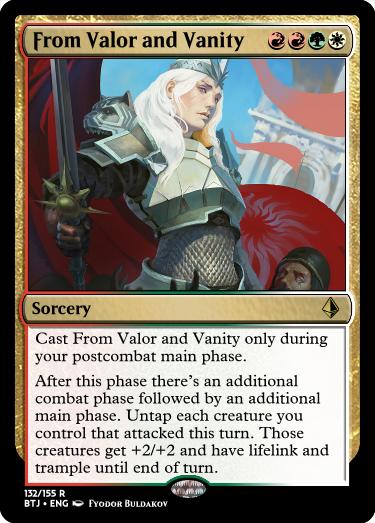 From Valor and Vanity
Sorcery
Cast From Valor and Vanity only during
your postcombat main phase.
After this phase there's an additional
combat phase followed by an additional
main phase. Untap each creature you
control that attacked this turn. Those
creatures get +2/+2 and have lifelink and
trample until end of turn.
132/155 R
BTJ • ENG Fyodor Buldakov